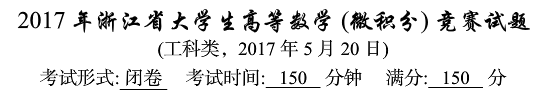 2017 年浙江省大学生高等数学 (微积分) 竞赛试题
(工科类, 2017 年 5 月 20 日)
考试形式: 闭卷 考试时间: 150 分钟 满分: 150 分